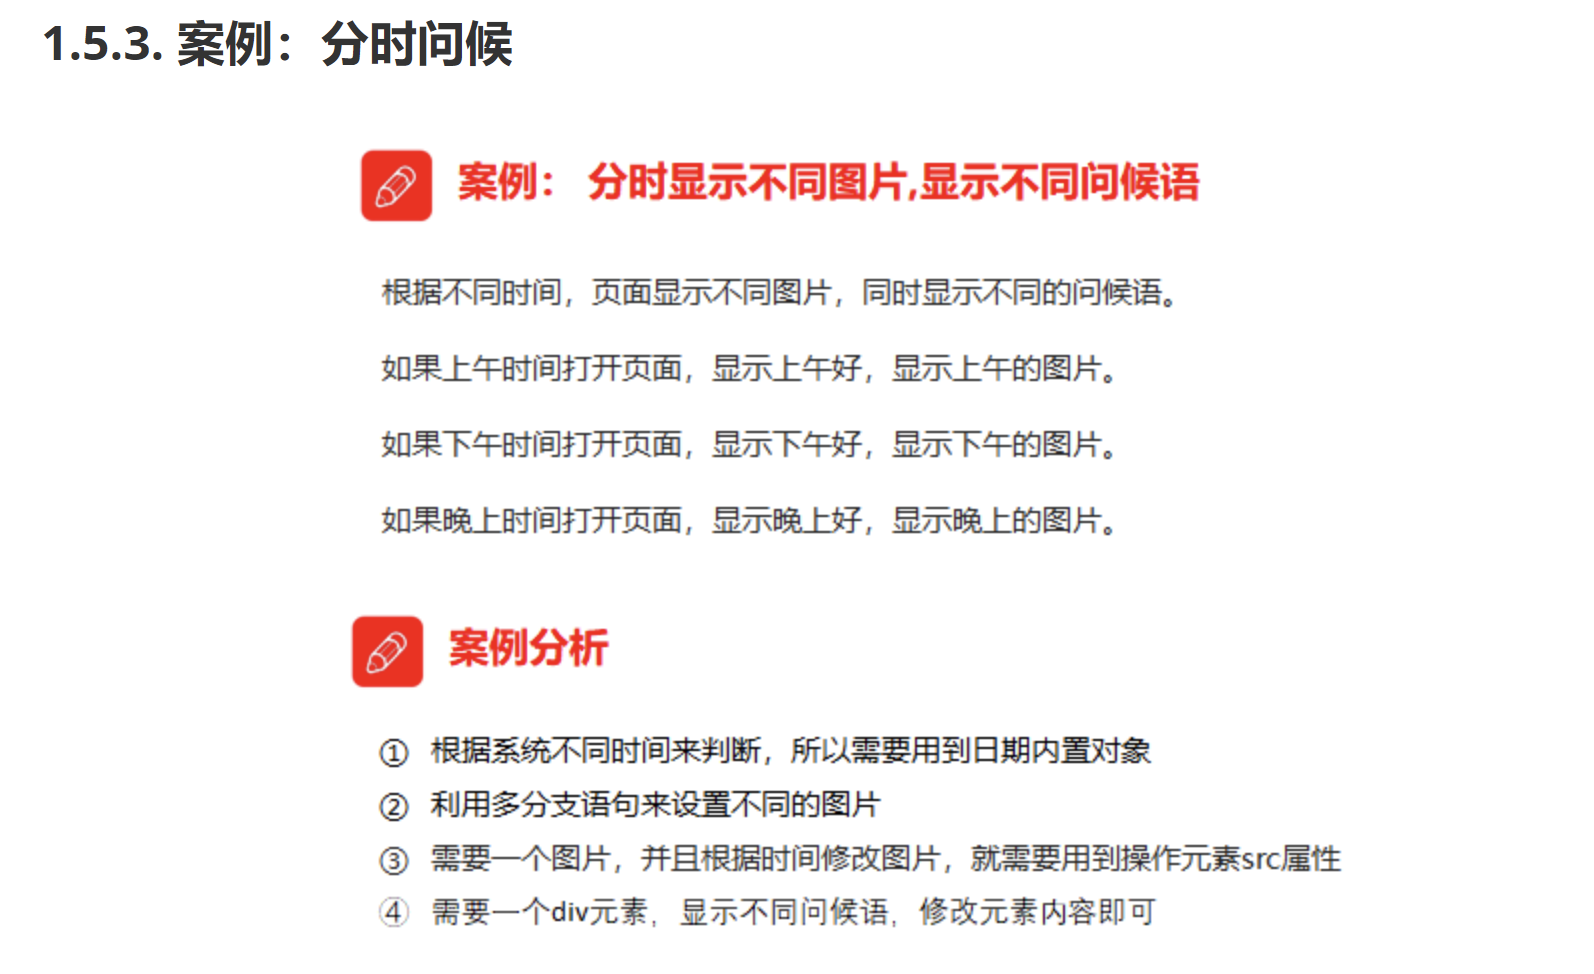 1.5.3. 案例：分时问候
案例： 分时显示不同图片,显示不同问候语
根据不同时间，页面显示不同图片，同时显示不同的问候语。
如果上午时间打开页面，显示上午好，显示上午的图片。
如果下午时间打开页面，显示下午好，显示下午的图片。
如果晚上时间打开页面，显示晚上好，显示晚上的图片。
案例分析
① 根据系统不同时间来判断，所以需要用到日期内置对象
② 利用多分支语句来设置不同的图片
③ 需要一个图片，并且根据时间修改图片，就需要用到操作元素src属性
④ 需要一个div元素，显示不同问候语，修改元素内容即可